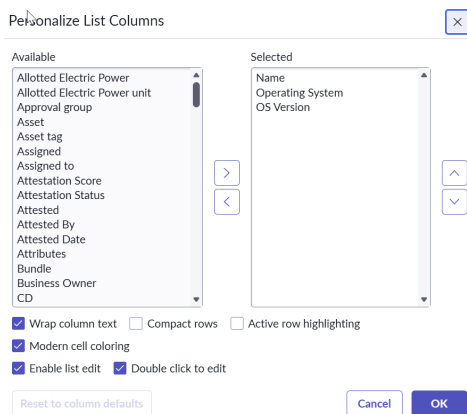 Personalize List Columns
Available
Selected
Allotted Electric Power
Allotted Electric Power unit
Approval group
Asset
Asset tag
Assigned
Assigned to
Attestation Score
Attestation Status
Attested
Attested By
Attested Date
Attributes
Bundle
Business Owner
CD
Name
Operating System
OS Version
Wrap column text
Compact rows
Active row highlighting
Modern cell coloring
Enable list edit
Double click to edit
Reset to column defaults
Cancel
OK